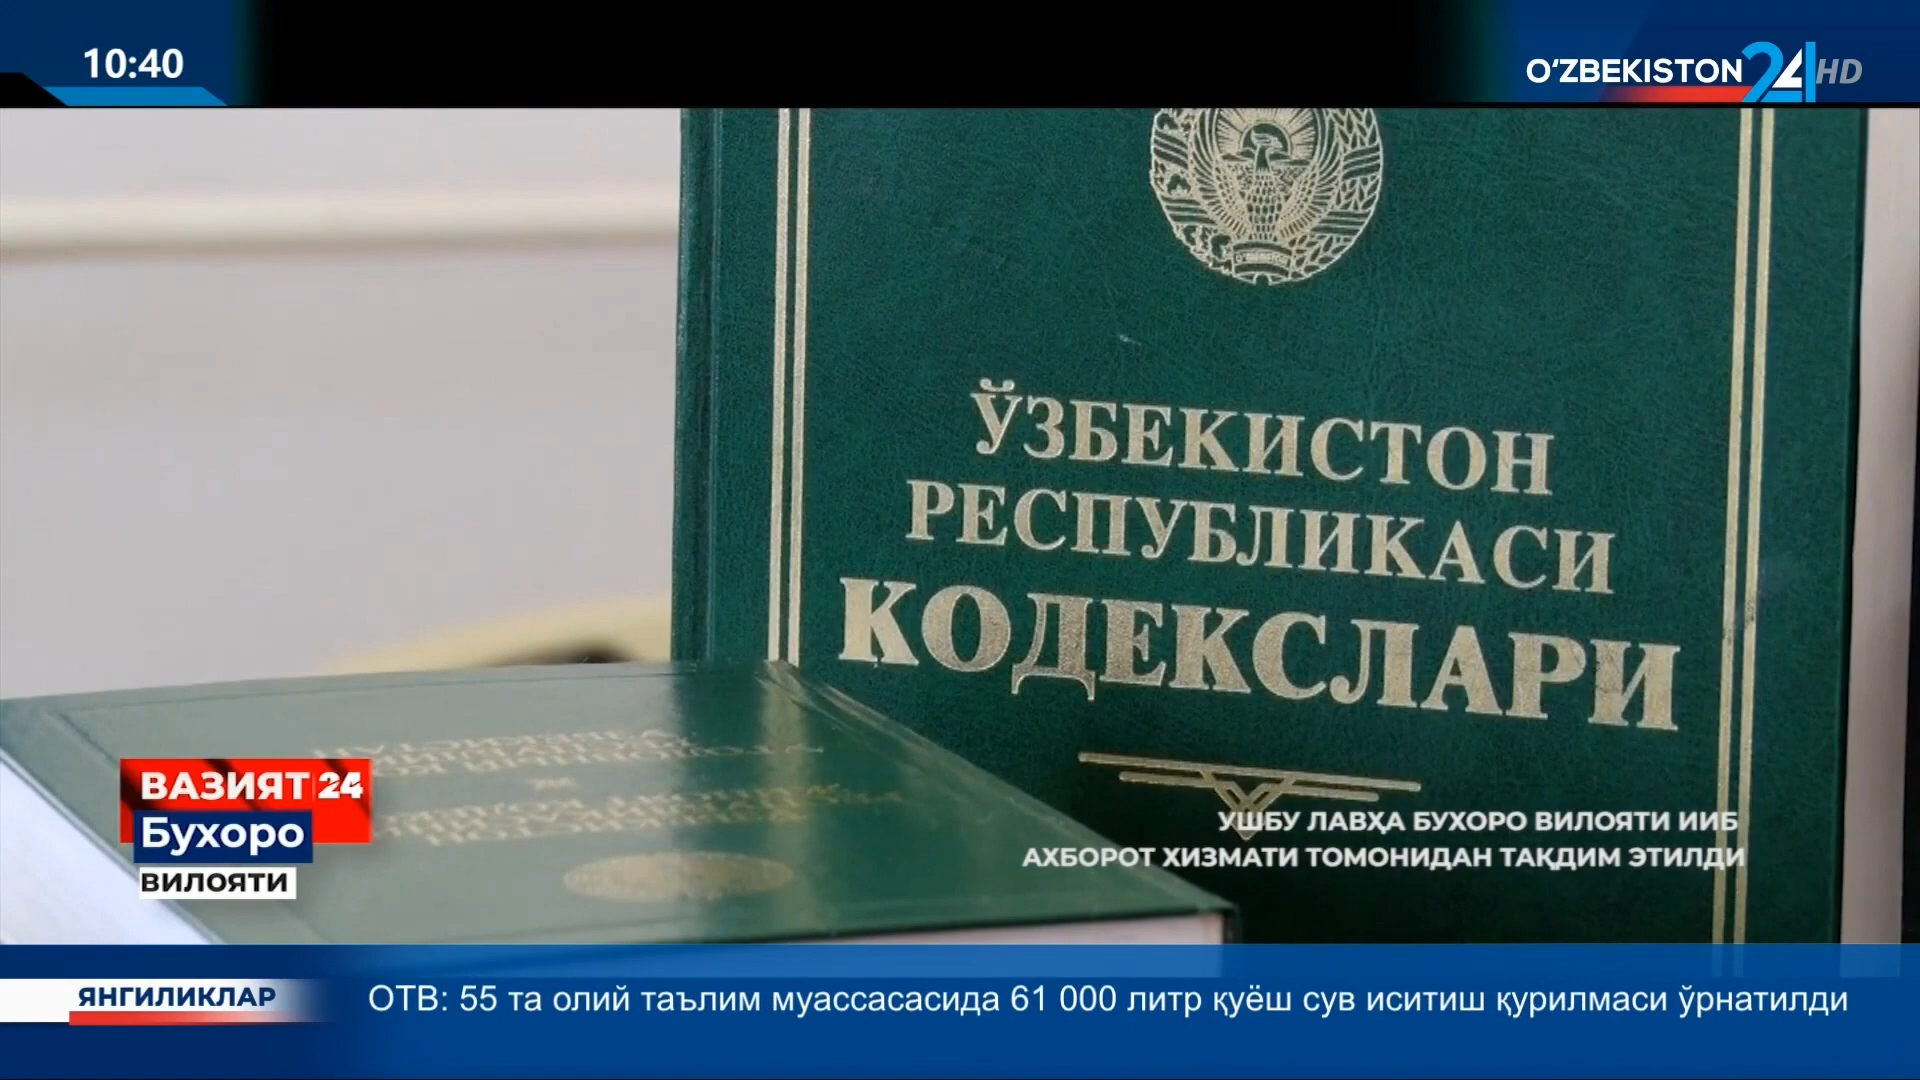 10:40
O‘ZBEKISTON 24 HD
ЎЗБЕКИСТОН
РЕСПУБЛИКАСИ
КОДЕКСЛАРИ
ВАЗИЯТ 24
Бухоро
ВИЛОЯТИ
УШБУ ЛАВҲА БУХОРО ВИЛОЯТИ ИИБ
АХБОРОТ ХИЗМАТИ ТОМОНИДАН ТАҚДИМ ЭТИЛДИ
ЯНГИЛИКЛАР
ОТВ: 55 та олий таълим муассасасида 61 000 литр қуёш сув иситиш қурилмаси ўрнатилди